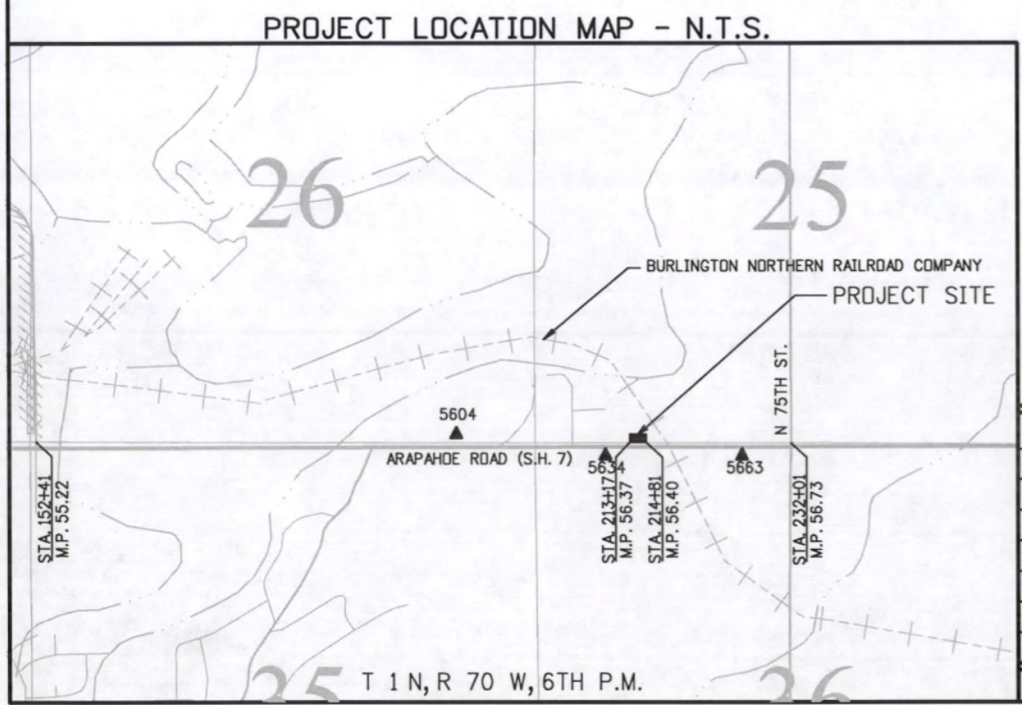 PROJECT LOCATION MAP - N.T.S.
26
25
BURLINGTON NORTHERN RAILROAD COMPANY
PROJECT SITE
N 75TH ST.
5604
ARAPAHOE ROAD (S.H. 7)
5634
5663
STA. 152+41
M.P. 55.22
STA. 213+17
M.P. 56.37
STA. 214+81
M.P. 56.40
STA. 232+01
M.P. 56.73
35
36
T 1 N, R 70 W, 6TH P.M.